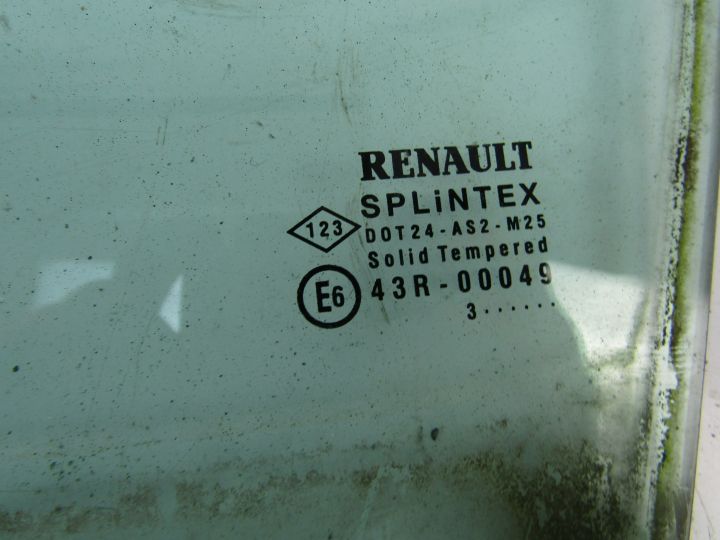 RENAULT
SPLiNTEX
123 DOT24-AS2-M25
Solid Tempered
E6 43R-00049
3······